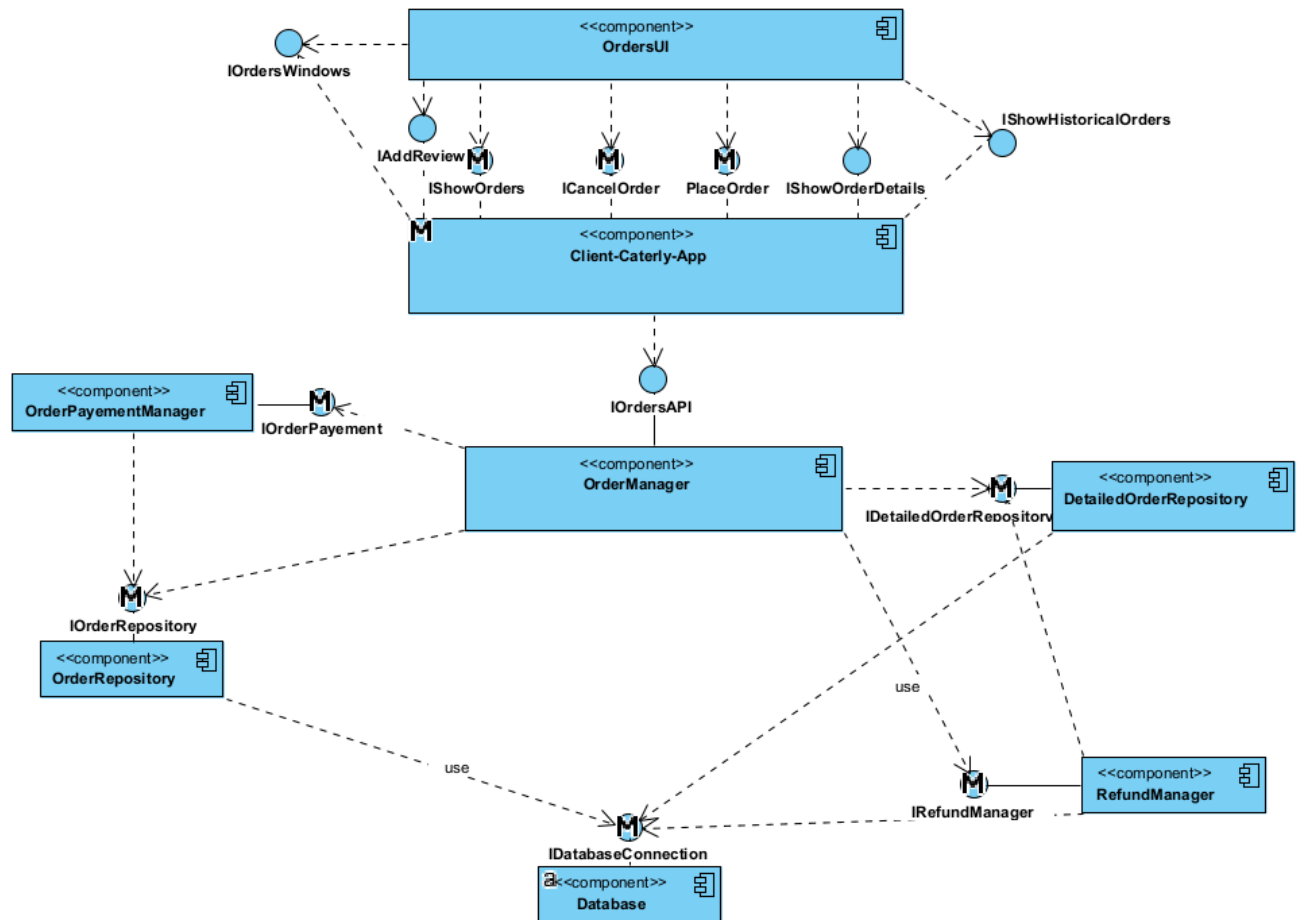 <<component>>
OrdersUI
IOrdersWindows
IShowHistoricalOrders
IAddReview
M
M
M
IShowOrders
ICancelOrder
PlaceOrder
IShowOrderDetails
M
<<component>>
Client-Caterly-App
IOrdersAPI
<<component>>
OrderPayementManager
M
IOrderPayement
<<component>>
OrderManager
M
IDetailedOrderRepository
<<component>>
DetailedOrderRepository
M
IOrderRepository
<<component>>
OrderRepository
use
use
M
IRefundManager
<<component>>
RefundManager
M
IDatabaseConnection
a
<<component>>
Database